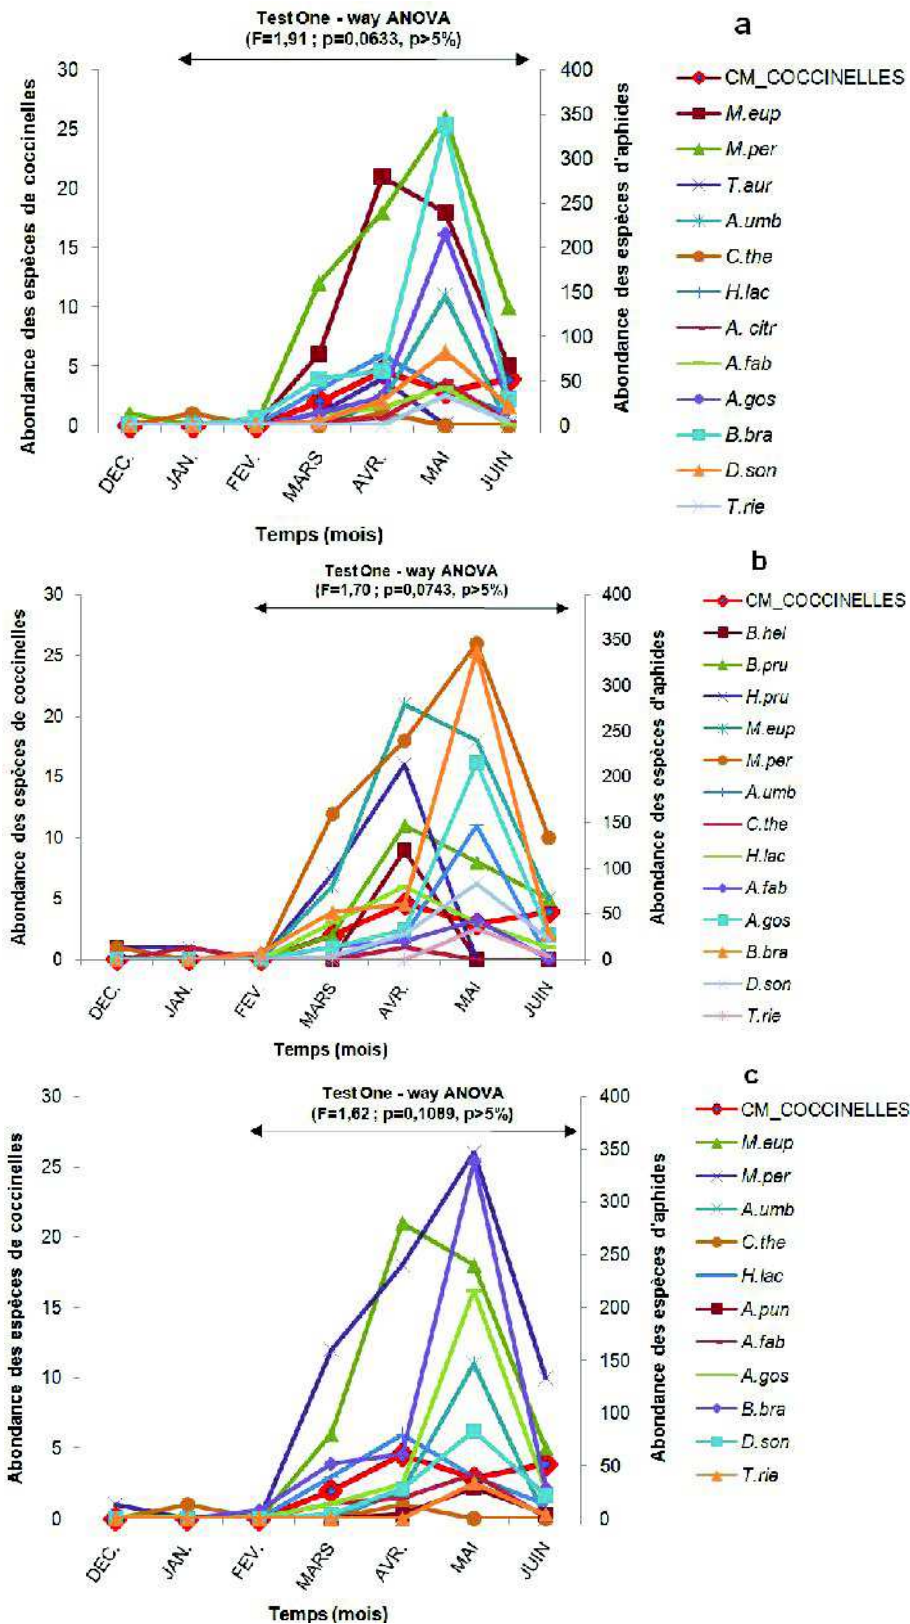 Test One - way ANOVA
(F=1,91 ; p=0,0633, p>5%)
a
Abondance des espèces de coccinelles
30
25
20
15
10
5
0
Abondance des espèces d'aphides
400
350
300
250
200
150
100
50
0
DEC.
JAN.
FEV.
MARS
AVR.
MAI
JUIN
Temps (mois)
CM_COCCINELLES
M.eup
M.per
T.aur
A.umb
C.the
H.lac
A. citr
A.fab
A.gos
B.bra
D.son
T.rie
Test One - way ANOVA
(F=1,70 ; p=0,0743, p>5%)
b
Abondance des espèces de coccinelles
30
25
20
15
10
5
0
Abondance des espèces d'aphides
400
350
300
250
200
150
100
50
0
DEC.
JAN.
FEV
MARS
AVR.
MAI
JUIN
Temps (mois)
CM_COCCINELLES
B.hel
B.pru
H.pru
M.eup
M.per
A.umb
C.the
H.lac
A.fab
A.gos
B.bra
D.son
T.rie
Test One - way ANOVA
(F=1,62 ; p=0,1089, p>5%)
c
Abondance des espèces de coccinelles
30
25
20
15
10
5
0
Abondance des espèces d'aphides
400
350
300
250
200
150
100
50
0
DEC.
JAN.
FEV.
MARS
AVR.
MAI
JUIN
Temps (mois)
CM_COCCINELLES
M.eup
M.per
A.umb
C.the
H.lac
A.pun
A.fab
A.gos
B.bra
D.son
T.rie